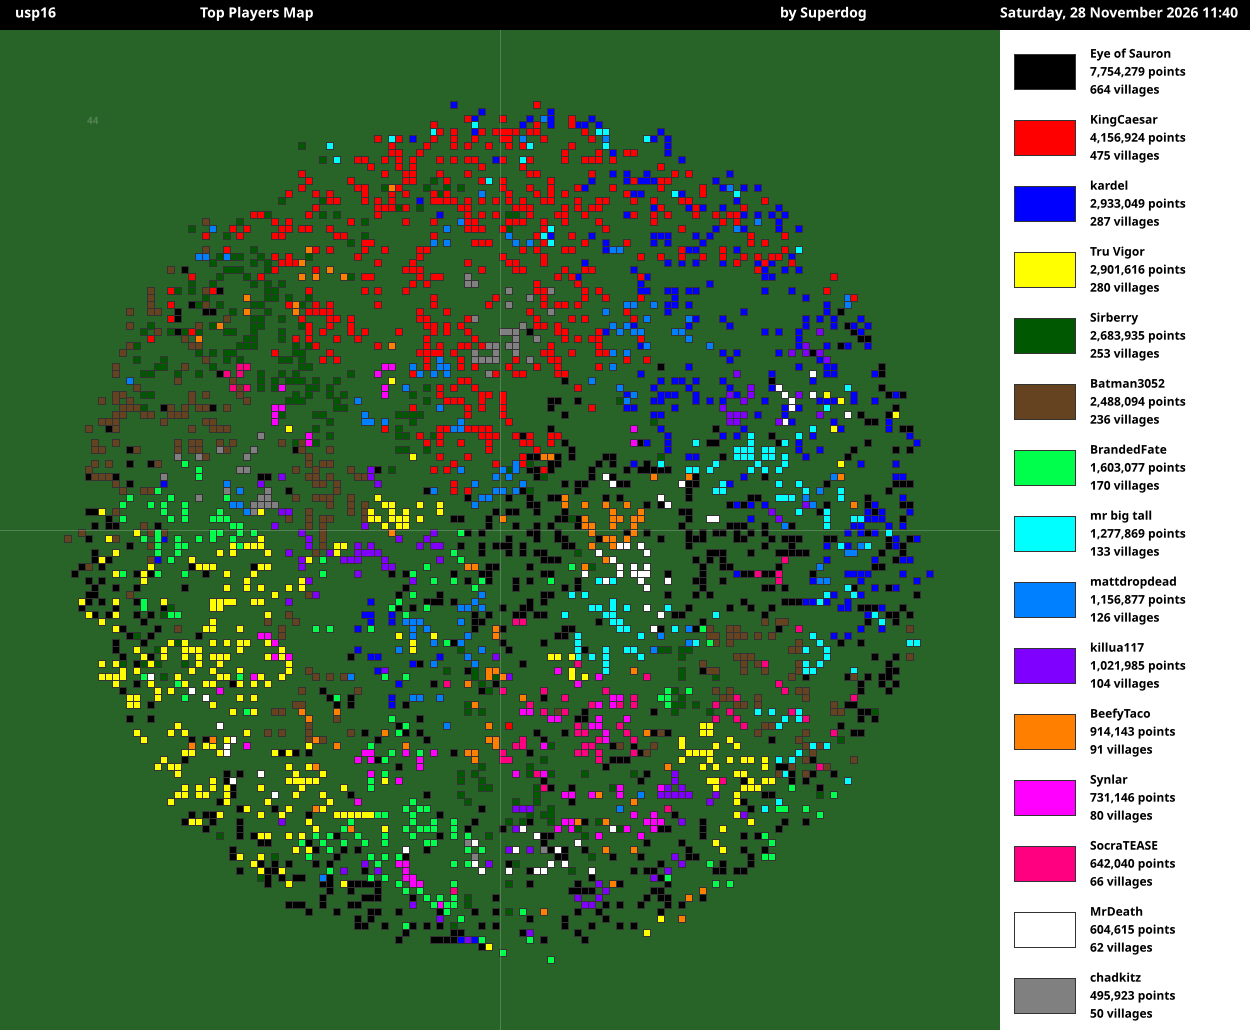 usp16 Top Players Map by Superdog Saturday, 28 November 2026 11:40
44
Eye of Sauron
7,754,279 points
664 villages
KingCaesar
4,156,924 points
475 villages
kardel
2,933,049 points
287 villages
Tru Vigor
2,901,616 points
280 villages
Sirberry
2,683,935 points
253 villages
Batman3052
2,488,094 points
236 villages
BrandedFate
1,603,077 points
170 villages
mr big tall
1,277,869 points
133 villages
mattdropdead
1,156,877 points
126 villages
killua117
1,021,985 points
104 villages
BeefyTaco
914,143 points
91 villages
Synlar
731,146 points
80 villages
SocraTEASE
642,040 points
66 villages
MrDeath
604,615 points
62 villages
chadkitz
495,923 points
50 villages